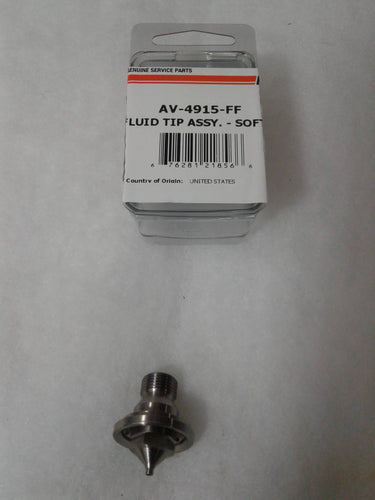 GENUINE SERVICE PARTS
AV-4915-FF
FLUID TIP ASSY. - SOFT
6 76281 21856 6
Country of Origin: UNITED STATES